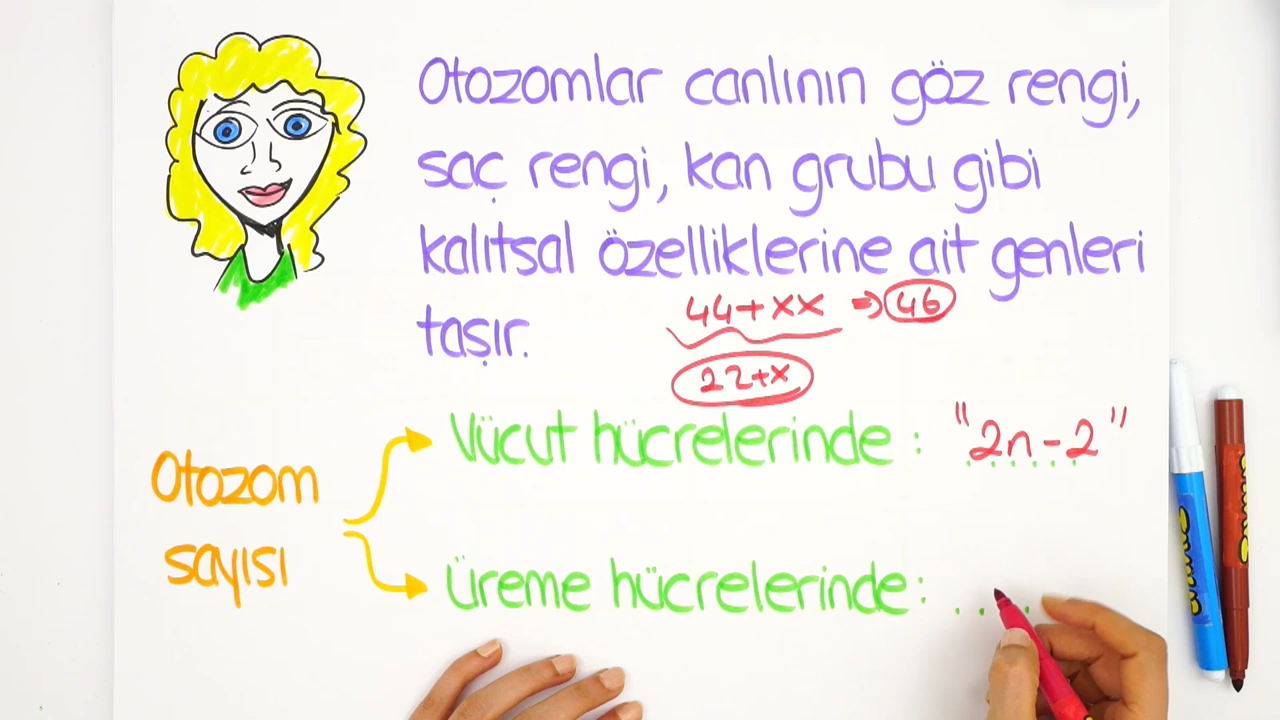 Otozomlar canlının göz rengi,
saç rengi, kan grubu gibi
kalıtsal özelliklerine ait genleri
taşır.
44+XX ⇒ 46
22+X
Otozom
sayısı
Vücut hücrelerinde : "2n-2"
Üreme hücrelerinde : ....